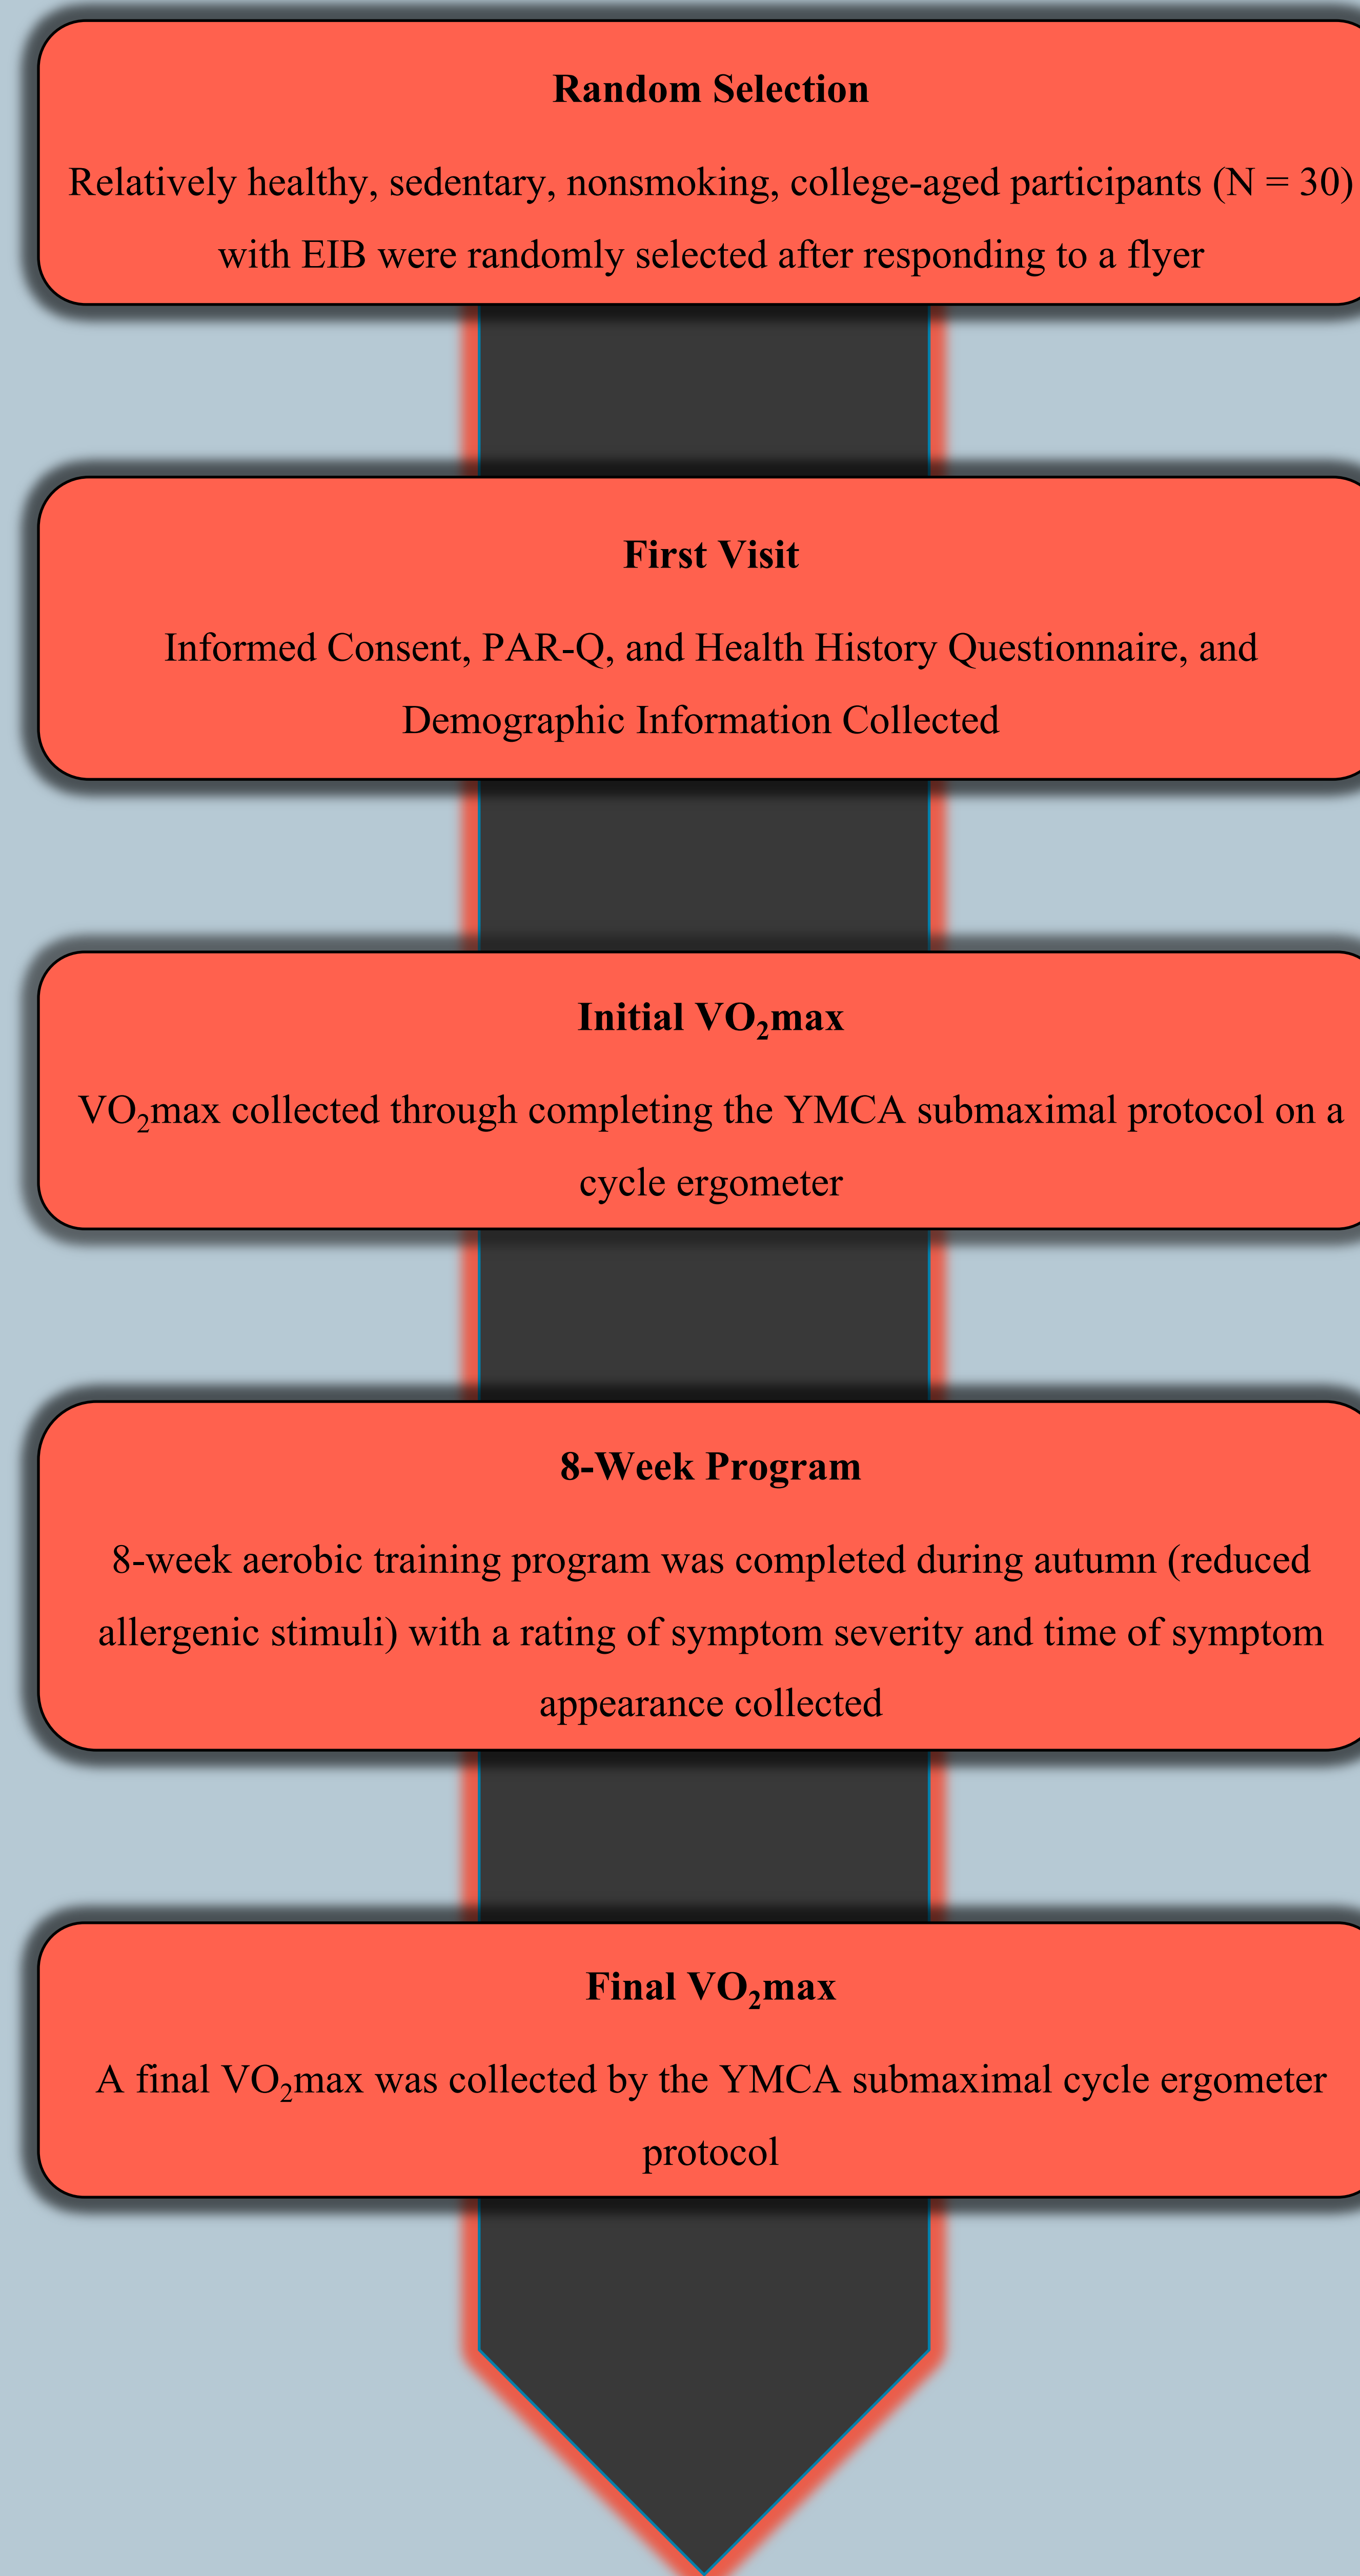 Random Selection
Relatively healthy, sedentary, nonsmoking, college-aged participants (N = 30)
with EIB were randomly selected after responding to a flyer
First Visit
Informed Consent, PAR-Q, and Health History Questionnaire, and
Demographic Information Collected
Initial VO₂max
VO₂max collected through completing the YMCA submaximal protocol on a
cycle ergometer
8-Week Program
8-week aerobic training program was completed during autumn (reduced
allergenic stimuli) with a rating of symptom severity and time of symptom
appearance collected
Final VO₂max
A final VO₂max was collected by the YMCA submaximal cycle ergometer
protocol